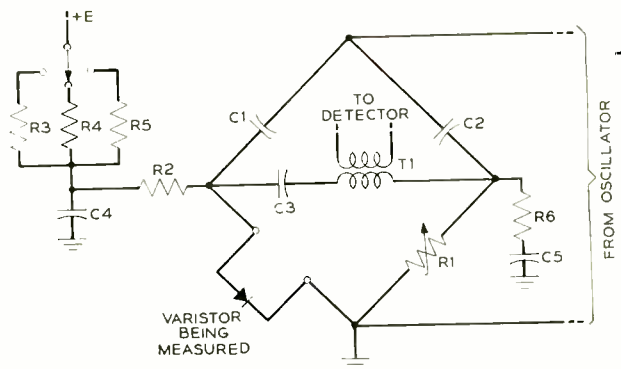 +E
R3
R4
R5
C4
R2
C1
TO
DETECTOR
C2
T1
C3
R6
C5
R1
VARISTOR
BEING
MEASURED
FROM OSCILLATOR